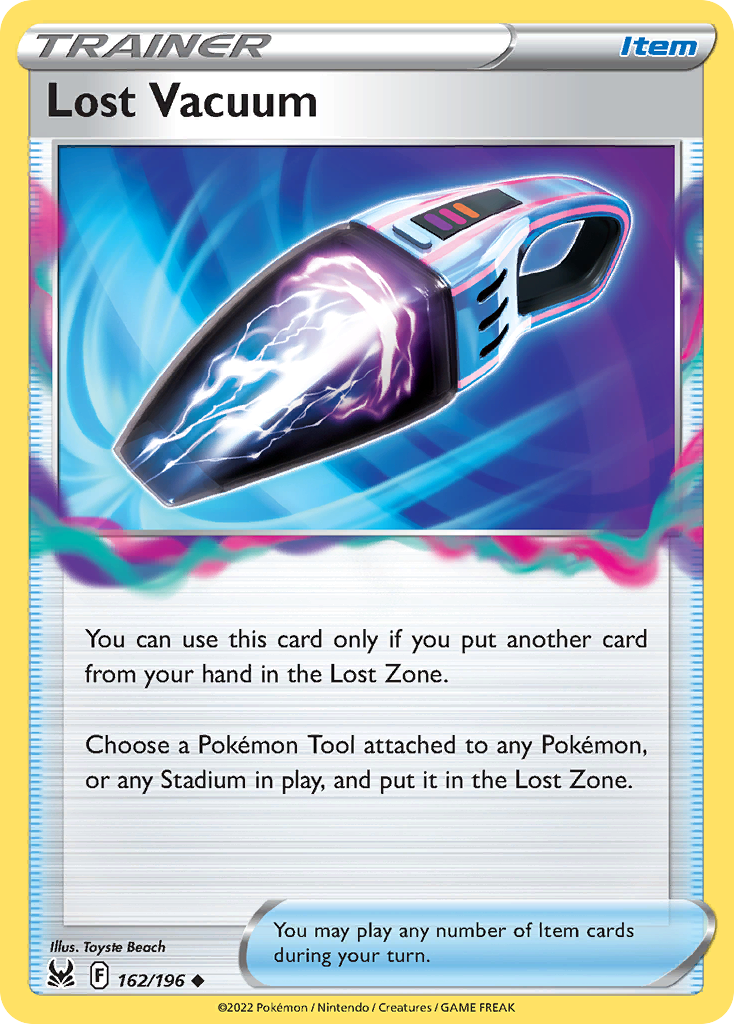 TRAINER
Item
Lost Vacuum
You can use this card only if you put another card
from your hand in the Lost Zone.
Choose a Pokémon Tool attached to any Pokémon,
or any Stadium in play, and put it in the Lost Zone.
You may play any number of Item cards
during your turn.
Illus. Toyste Beach
F 162/196
©2022 Pokémon / Nintendo / Creatures / GAME FREAK